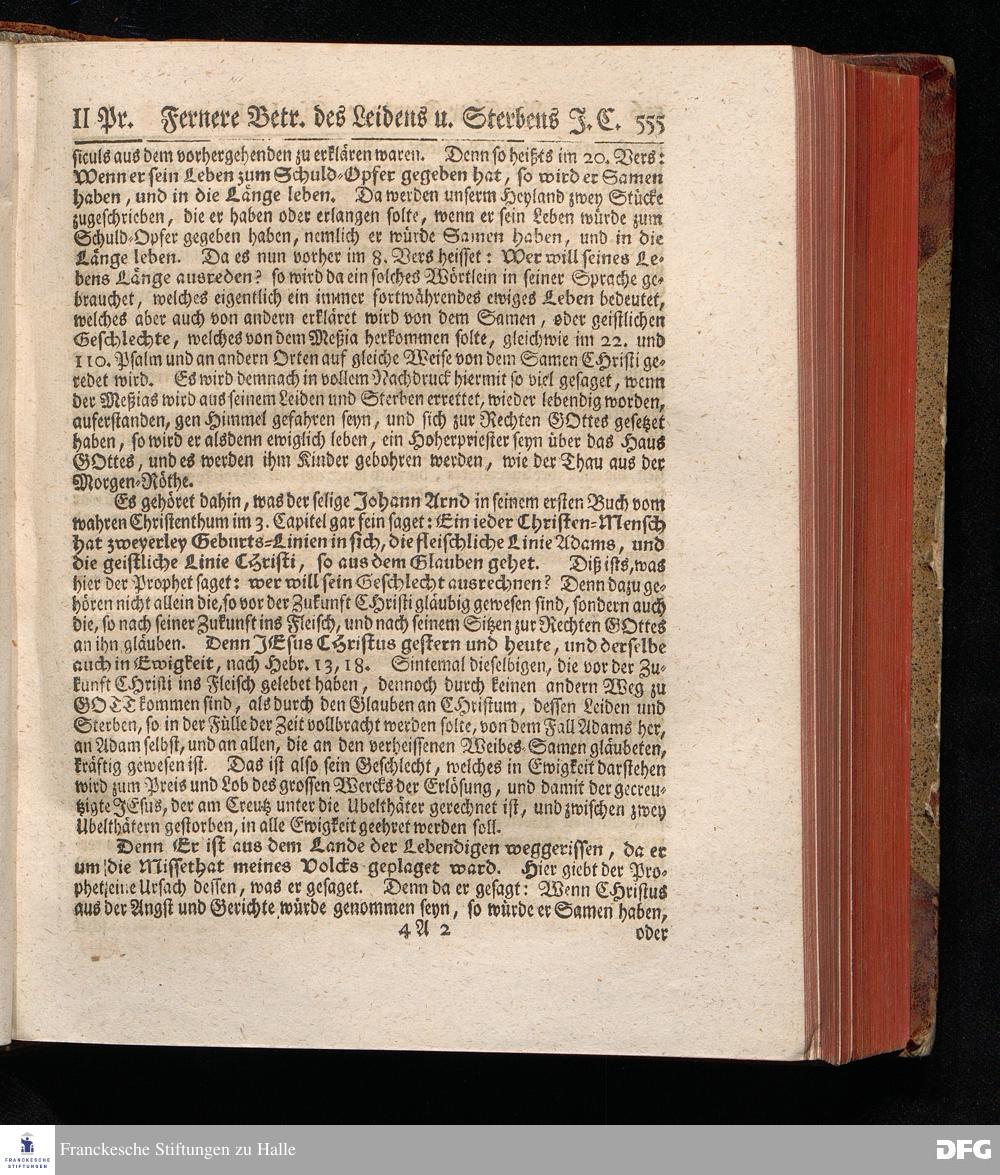 II Pr. Fernere Betr. des Leidens u. Sterbens J. C. 555
siculs aus dem vorhergehenden zu erklären waren. Denn so heißts im 20. Vers:
Wenn er sein Leben zum Schuld-Opfer gegeben hat, so wird er Samen
haben, und in die Länge leben. Da werden unserm Heyland zwey Stücke
zugeschrieben, die er haben oder erlangen solte, wenn er sein Leben würde zum
Schuld-Opfer gegeben haben, nemlich er würde Samen haben, und in die
Länge leben. Da es nun vorher im 8. Vers heisset: Wer will seines Le-
bens Länge ausreden? so wird da ein solches Wörtlein in seiner Sprache ge-
brauchet, welches eigentlich ein immer fortwährendes ewiges Leben bedeutet,
welches aber auch von andern erkläret wird von dem Samen, oder geistlichen
Geschlechte, welches von dem Meßia herkommen solte, gleichwie im 22. und
110. Psalm und an andern Orten auf gleiche Weise von dem Samen CHristi ge-
redet wird. Es wird demnach in vollem Nachdruck hiermit so viel gesaget, wenn
der Meßias wird aus seinem Leiden und Sterben errettet, wieder lebendig worden,
auferstanden, gen Himmel gefahren seyn, und sich zur Rechten GOttes gesetzet
haben, so wird er alsdenn ewiglich leben, ein Hoherpriester seyn über das Haus
GOttes, und es werden ihm Kinder gebohren werden, wie der Thau aus der
Morgen-Röthe.
Es gehöret dahin, was der selige Johann Arnd in seinem ersten Buch vom
wahren Christenthum im 3. Capitel gar fein saget: Ein ieder Christen-Mensch
hat zweyerley Geburts-Linien in sich, die fleischliche Linie Adams, und
die geistliche Linie CHristi, so aus dem Glauben gehet. Diß ists, was
hier der Prophet saget: wer will sein Geschlecht ausrechnen? Denn dazu ge-
hören nicht allein die, so vor der Zukunft CHristi gläubig gewesen sind, sondern auch
die, so nach seiner Zukunft ins Fleisch, und nach seinem Sitzen zur Rechten GOttes
an ihn gläuben. Denn JEsus CHristus gestern und heute, und derselbe
auch in Ewigkeit, nach Hebr. 13, 18. Sintemal dieselbigen, die vor der Zu-
kunft CHristi ins Fleisch gelebet haben, dennoch durch keinen andern Weg zu
GOTT kommen sind, als durch den Glauben an CHristum, dessen Leiden und
Sterben, so in der Fülle der Zeit vollbracht werden solte, von dem Fall Adams her,
an Adam selbst, und an allen, die an den verheissenen Weibes-Samen gläubeten,
kräftig gewesen ist. Das ist also sein Geschlecht, welches in Ewigkeit darstehen
wird zum Preis und Lob des grossen Wercks der Erlösung, und damit der gecreu-
tzigte JEsus, der am Creutz unter die Ubelthäter gerechnet ist, und zwischen zwey
Ubelthätern gestorben, in alle Ewigkeit geehret werden soll.
Denn Er ist aus dem Lande der Lebendigen weggerissen, da er
um die Missethat meines Volcks geplaget ward. Hier giebt der Pro-
phet eine Ursach dessen, was er gesaget. Denn da er gesagt: Wenn CHristus
aus der Angst und Gerichte würde genommen seyn, so würde er Samen haben,
4 A 2 oder
FRANCKESCHE
STIFTUNGEN
Franckesche Stiftungen zu Halle
DFG